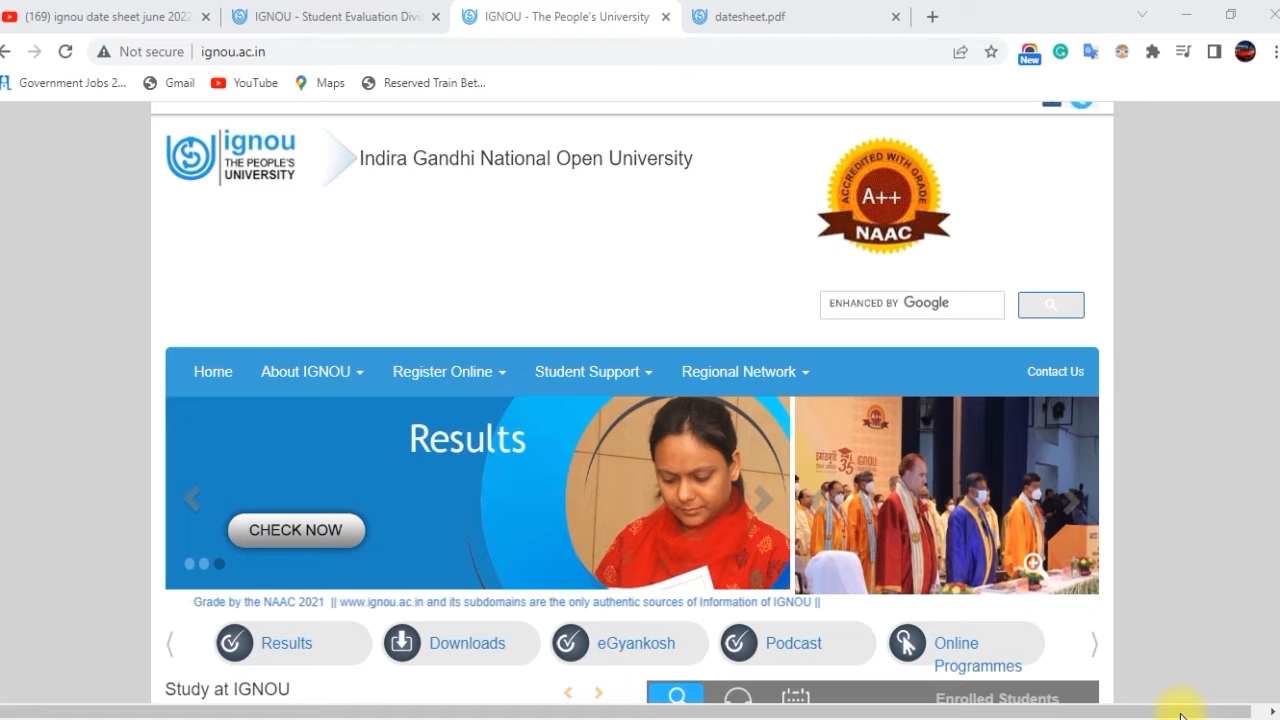 (169) ignou date sheet june 2022
IGNOU - Student Evaluation Divi
IGNOU - The People's University
datesheet.pdf
Not secure
ignou.ac.in
New
Government Jobs 2...
Gmail
YouTube
Maps
Reserved Train Bet...
ignou
THE PEOPLE'S
UNIVERSITY
Indira Gandhi National Open University
ACCREDITED WITH GRADE
A++
NAAC
ENHANCED BY Google
Home
About IGNOU
Register Online
Student Support
Regional Network
Contact Us
Results
CHECK NOW
35
Grade by the NAAC 2021 || www.ignou.ac.in and its subdomains are the only authentic sources of Information of IGNOU ||
Results
Downloads
eGyankosh
Podcast
Online
Programmes
Study at IGNOU
Enrolled Students